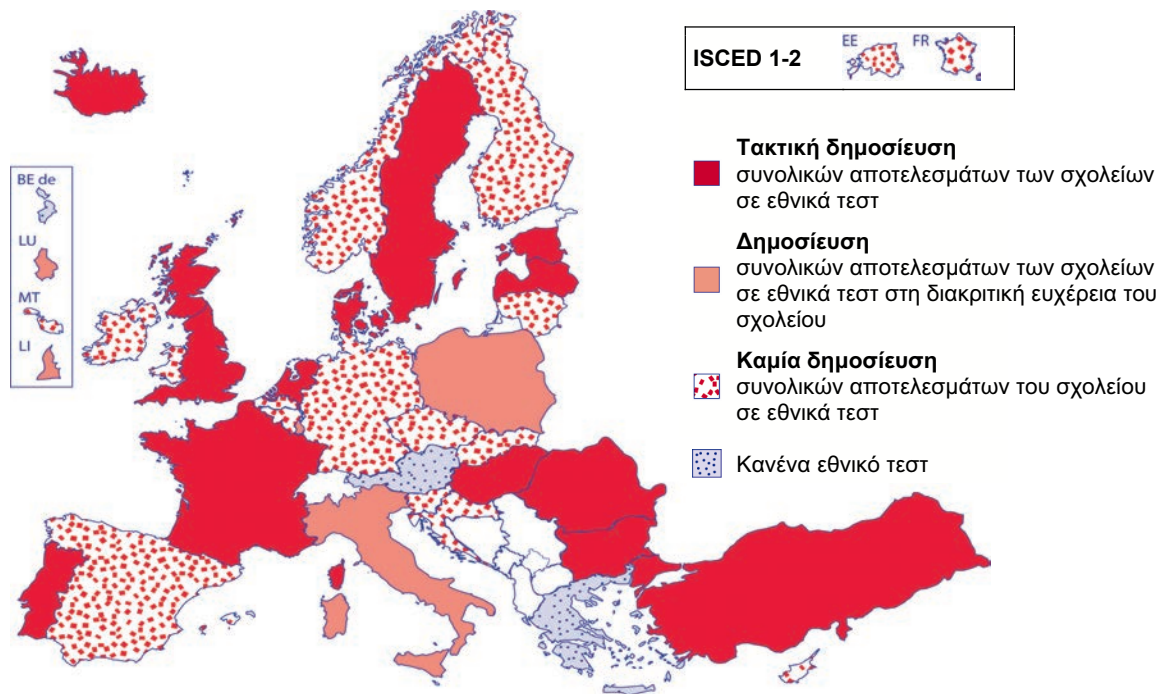 ISCED 1-2
EE
FR
BE de
LU
MT
LI
Τακτική δημοσίευση
συνολικών αποτελεσμάτων των σχολείων
σε εθνικά τεστ
Δημοσίευση
συνολικών αποτελεσμάτων των σχολείων
σε εθνικά τεστ στη διακριτική ευχέρεια του
σχολείου
Καμία δημοσίευση
συνολικών αποτελεσμάτων του σχολείου
σε εθνικά τεστ
Κανένα εθνικό τεστ